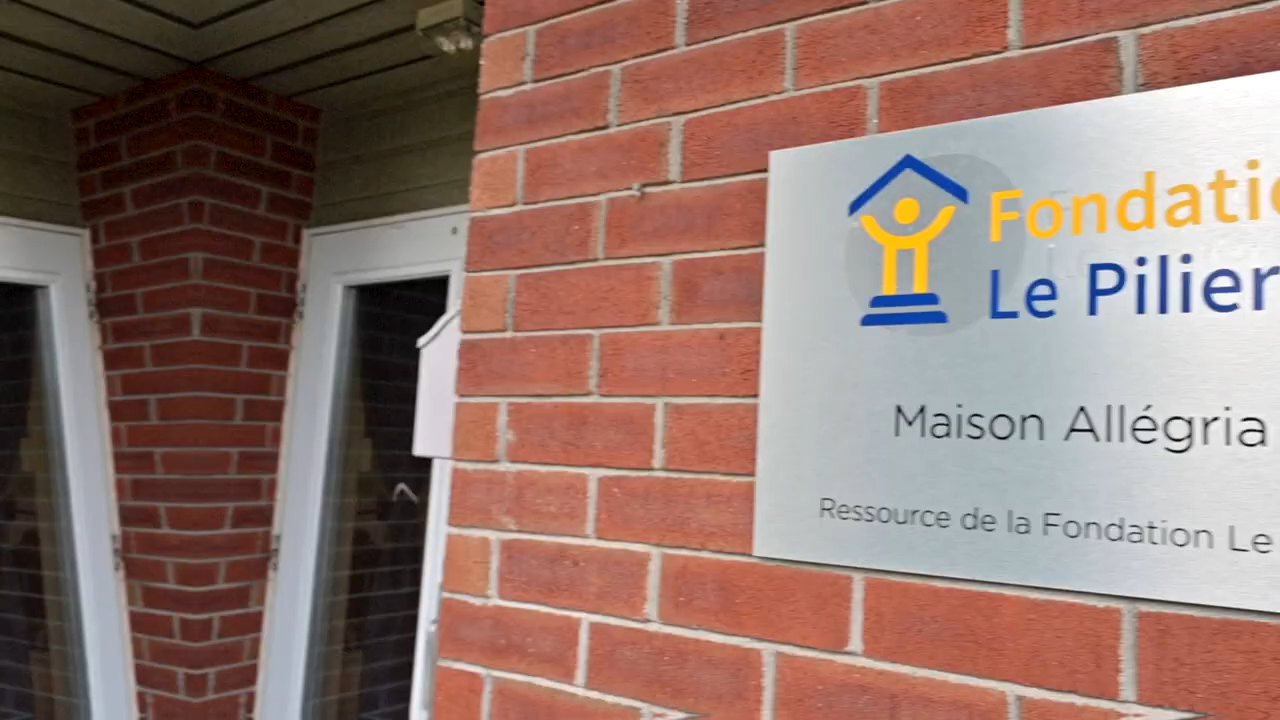 Fondatio
Le Pilier
Maison Allégria
Ressource de la Fondation Le